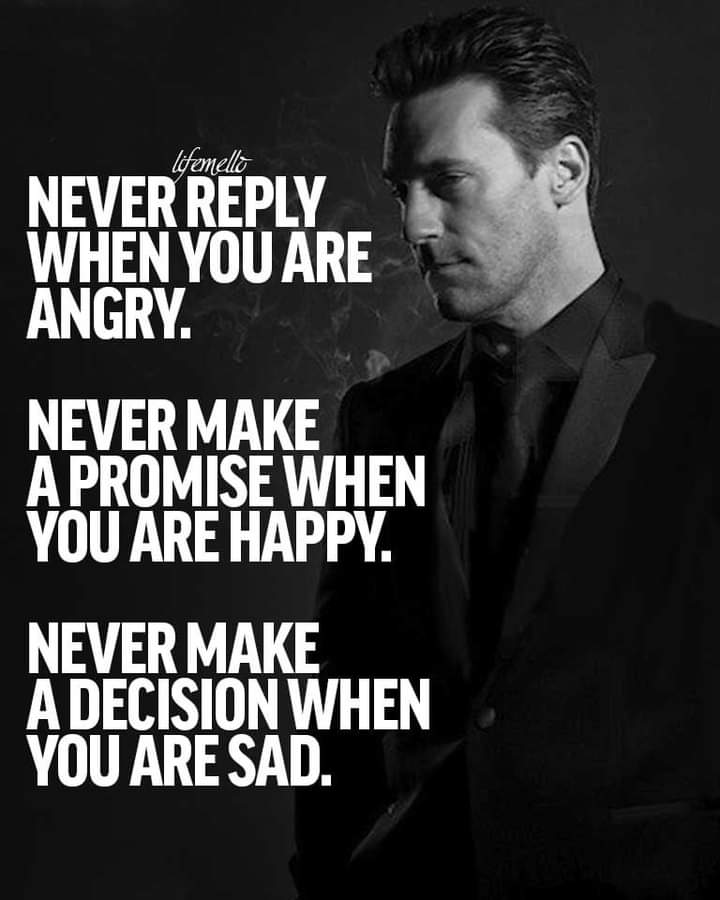 lifemello
NEVER REPLY
WHEN YOU ARE
ANGRY.
NEVER MAKE
A PROMISE WHEN
YOU ARE HAPPY.
NEVER MAKE
A DECISION WHEN
YOU ARE SAD.